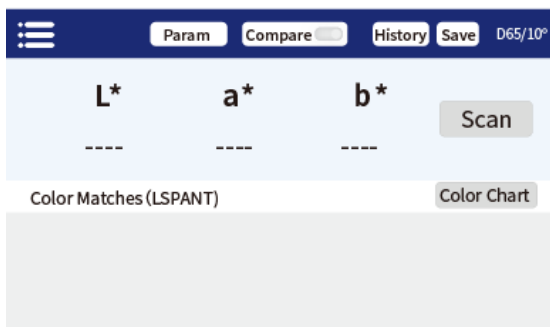 Param Compare History Save D65/10°
L* a* b*
Scan
---- ---- ----
Color Matches(LSPANT) Color Chart